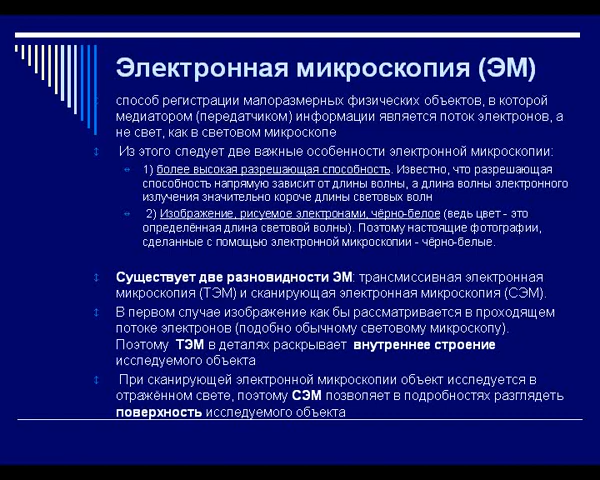 Электронная микроскопия (ЭМ)
способ регистрации малоразмерных физических объектов, в которой
медиатором (передатчиком) информации является поток электронов, а
не свет, как в световом микроскопе
Из этого следует две важные особенности электронной микроскопии:
1) более высокая разрешающая способность. Известно, что разрешающая
способность напрямую зависит от длины волны, а длина волны электронного
излучения значительно короче длины световых волн
2) Изображение, рисуемое электронами, чёрно-белое (ведь цвет - это
определённая длина световой волны). Поэтому настоящие фотографии,
сделанные с помощью электронной микроскопии - чёрно-белые.
Существует две разновидности ЭМ: трансмиссивная электронная
микроскопия (ТЭМ) и сканирующая электронная микроскопия (СЭМ).
В первом случае изображение как бы рассматривается в проходящем
потоке электронов (подобно обычному световому микроскопу).
Поэтому ТЭМ в деталях раскрывает внутреннее строение
исследуемого объекта
При сканирующей электронной микроскопии объект исследуется в
отражённом свете, поэтому СЭМ позволяет в подробностях разглядеть
поверхность исследуемого объекта